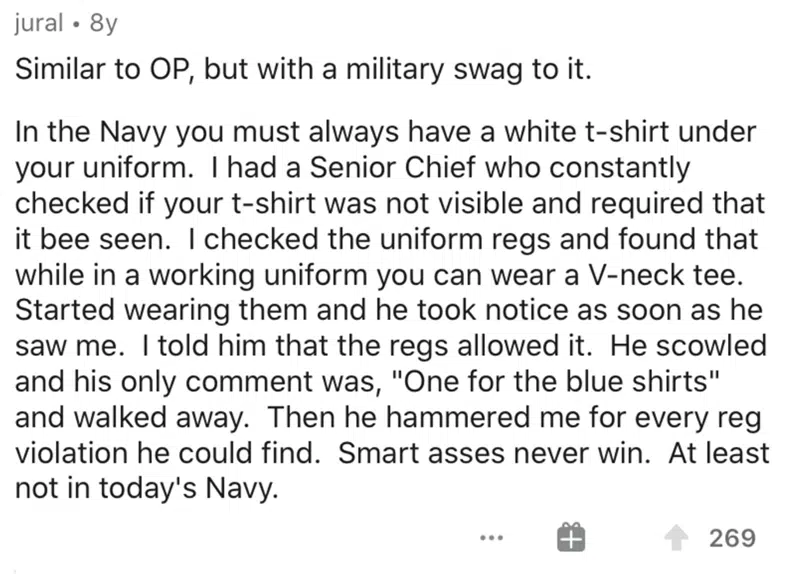 jural • 8y
Similar to OP, but with a military swag to it.
In the Navy you must always have a white t-shirt under
your uniform.  I had a Senior Chief who constantly
checked if your t-shirt was not visible and required that
it bee seen.  I checked the uniform regs and found that
while in a working uniform you can wear a V-neck tee.
Started wearing them and he took notice as soon as he
saw me.  I told him that the regs allowed it.  He scowled
and his only comment was, "One for the blue shirts"
and walked away.  Then he hammered me for every reg
violation he could find.  Smart asses never win.  At least
not in today's Navy.
269